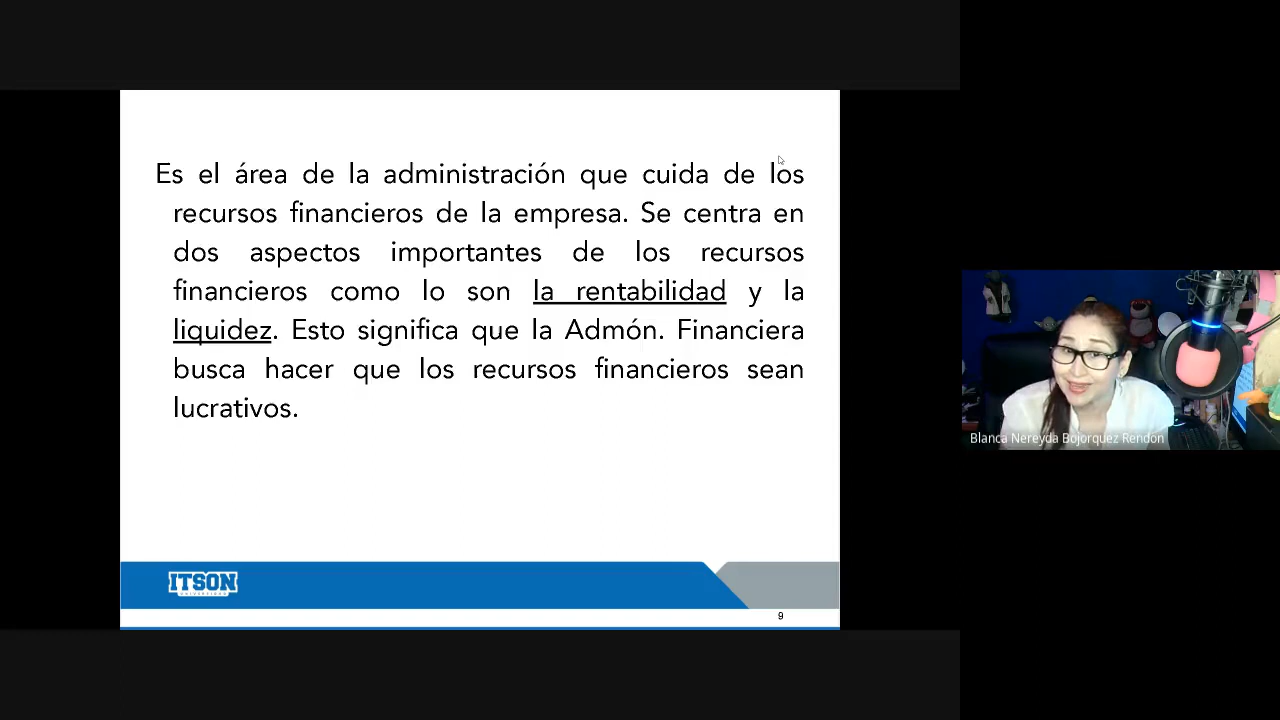 Es el área de la administración que cuida de los
recursos financieros de la empresa. Se centra en
dos aspectos importantes de los recursos
financieros como lo son la rentabilidad y la
liquidez. Esto significa que la Admón. Financiera
busca hacer que los recursos financieros sean
lucrativos.
ITSON
UNIVERSIDAD
9
Blanca Nereyda Bojorquez Rendon